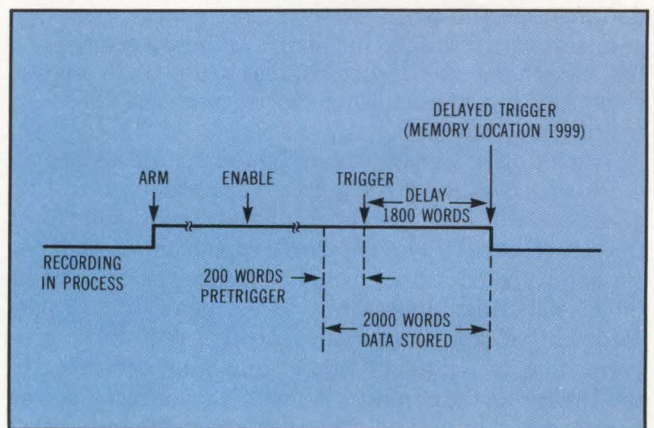 DELAYED TRIGGER
(MEMORY LOCATION 1999)
ARM
ENABLE
TRIGGER
DELAY
1800 WORDS
RECORDING
IN PROCESS
200 WORDS
PRETRIGGER
2000 WORDS
DATA STORED